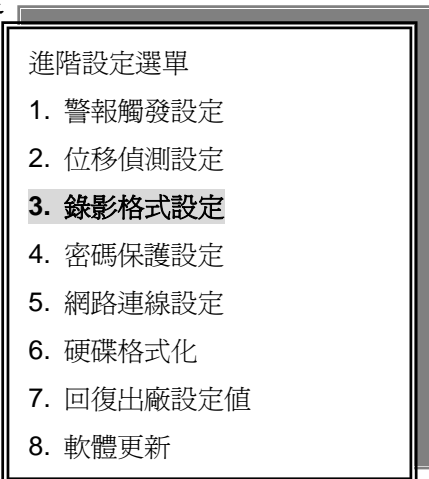 進階設定選單
1. 警報觸發設定
2. 位移偵測設定
3. 錄影格式設定
4. 密碼保護設定
5. 網路連線設定
6. 硬碟格式化
7. 回復出廠設定值
8. 軟體更新